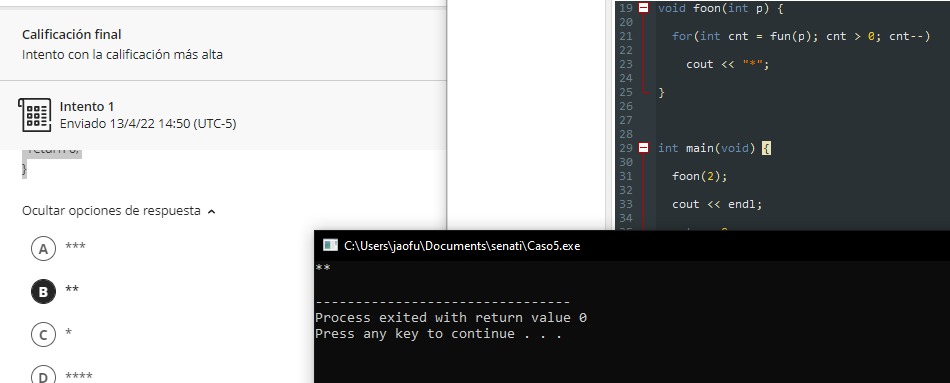 Calificación final
Intento con la calificación más alta
Intento 1
Enviado 13/4/22 14:50 (UTC-5)
}
Ocultar opciones de respuesta
A ***
B **
C *
D ****
19 void foon(int p) {
20
21 for(int cnt = fun(p); cnt > 0; cnt--)
22
23 cout << "*";
24
25 }
26
27
28
29 int main(void) {
30
31 foon(2);
32
33 cout << endl;
34
C:\Users\jaofu\Documents\senati\Caso5.exe
**
--------------------------------
Process exited with return value 0
Press any key to continue . . .